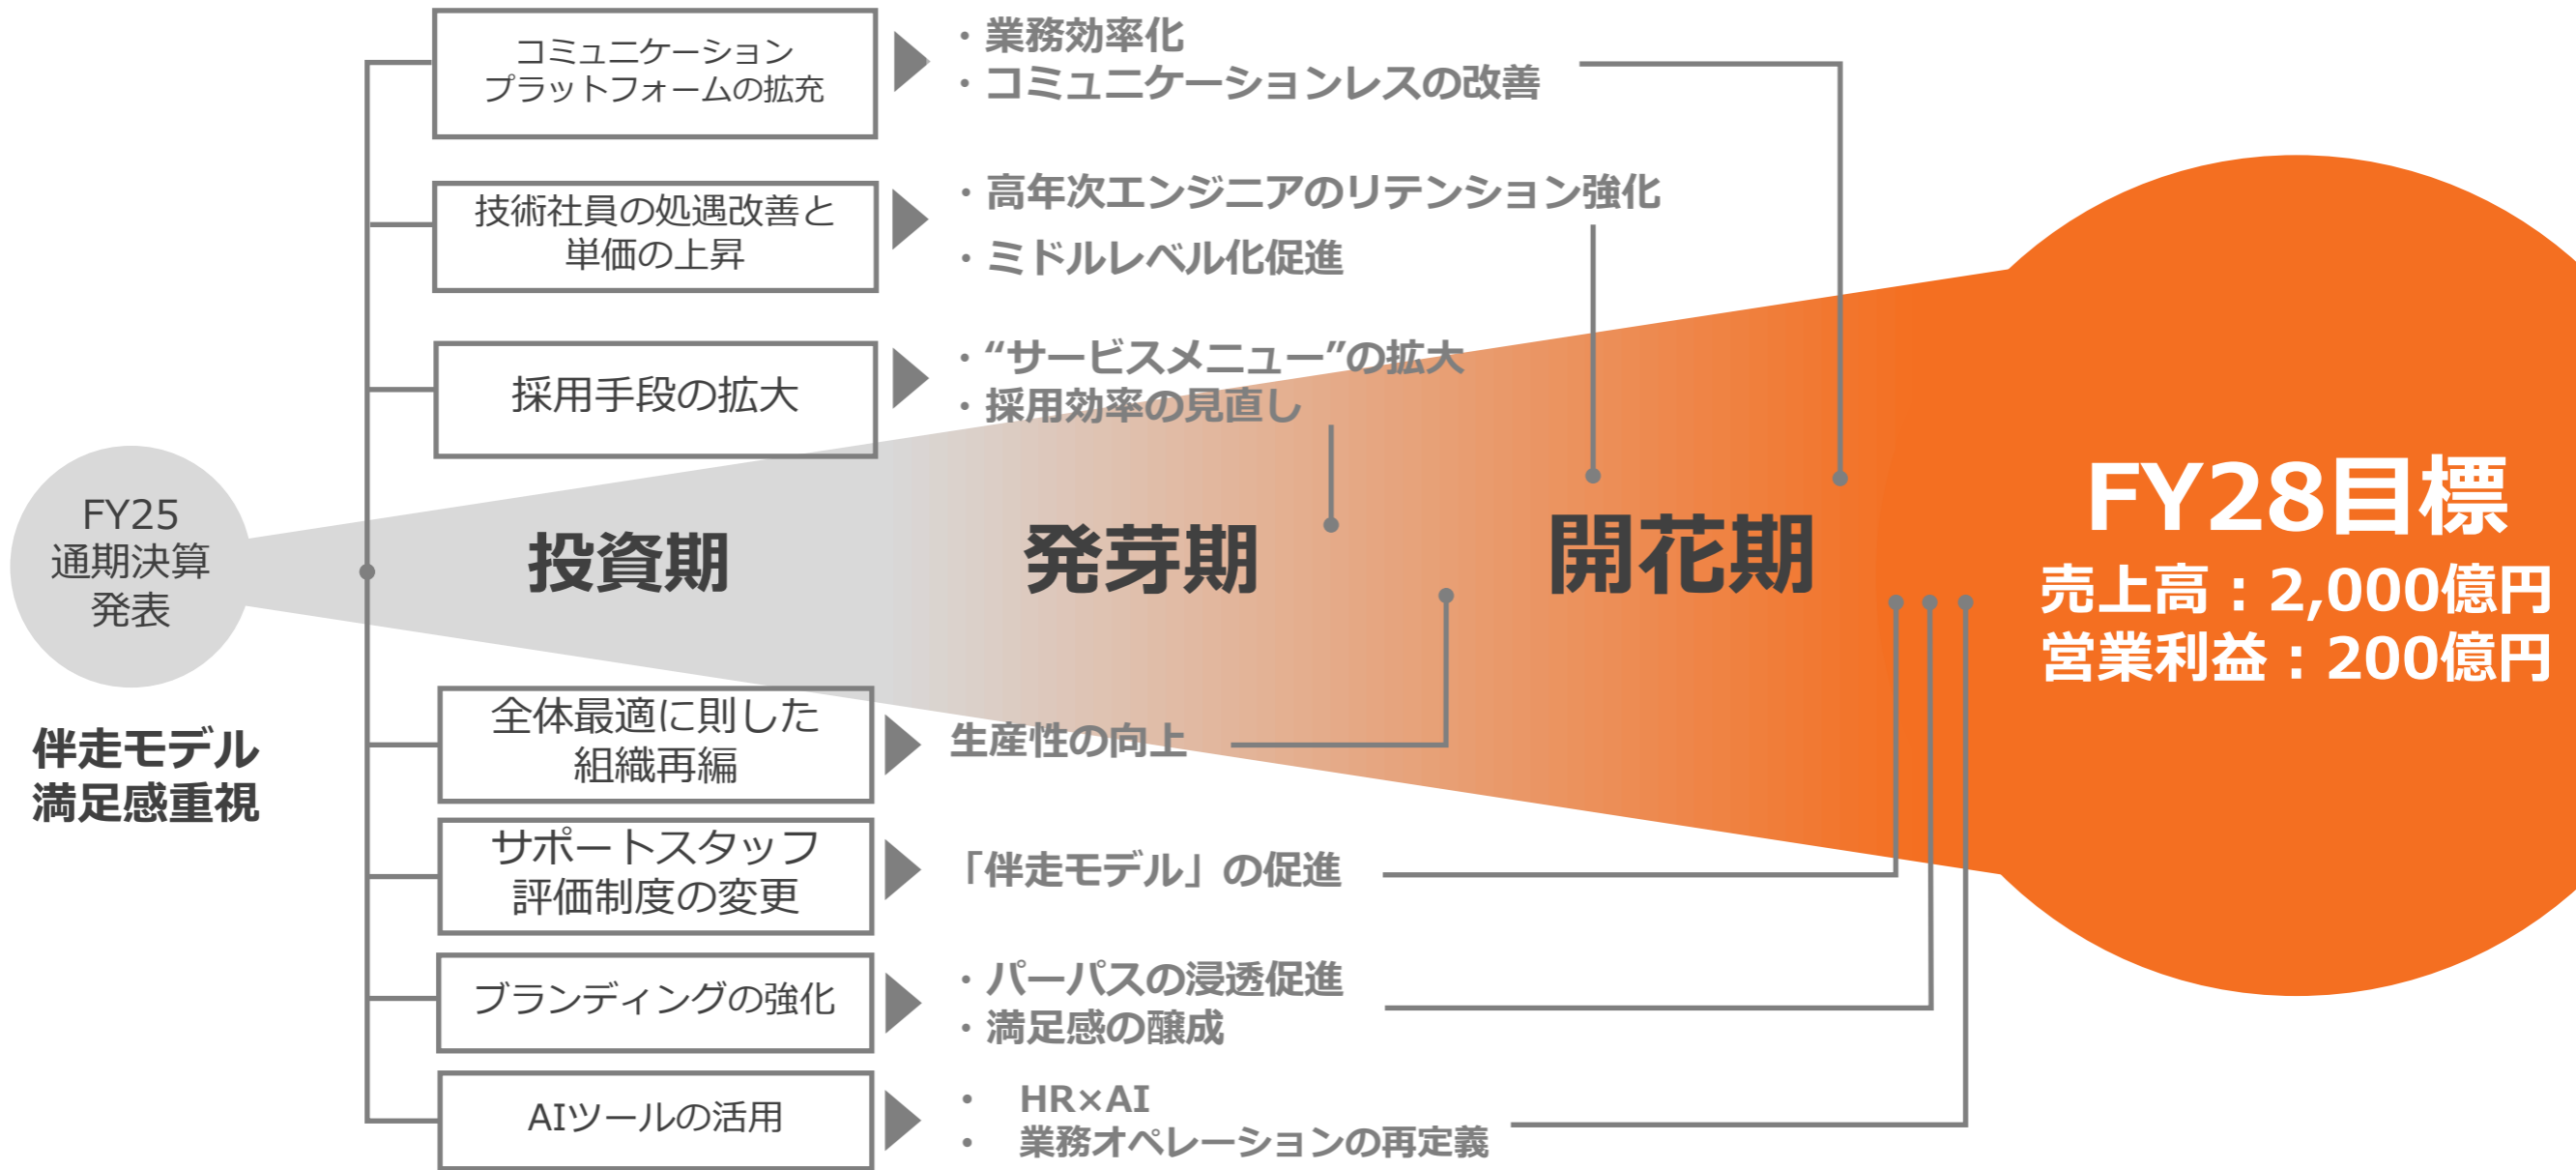 コミュニケーション
プラットフォームの拡充
・業務効率化
・コミュニケーションレスの改善
技術社員の処遇改善と
単価の上昇
・高年次エンジニアのリテンション強化
・ミドルレベル化促進
採用手段の拡大
・“サービスメニュー”の拡大
・採用効率の見直し
FY25
通期決算
発表
伴走モデル
満足感重視
投資期
発芽期
開花期
FY28目標
売上高：2,000億円
営業利益：200億円
全体最適に則した
組織再編
生産性の向上
サポートスタッフ
評価制度の変更
「伴走モデル」の促進
ブランディングの強化
・パーパスの浸透促進
・満足感の醸成
AIツールの活用
・ HR×AI
・ 業務オペレーションの再定義